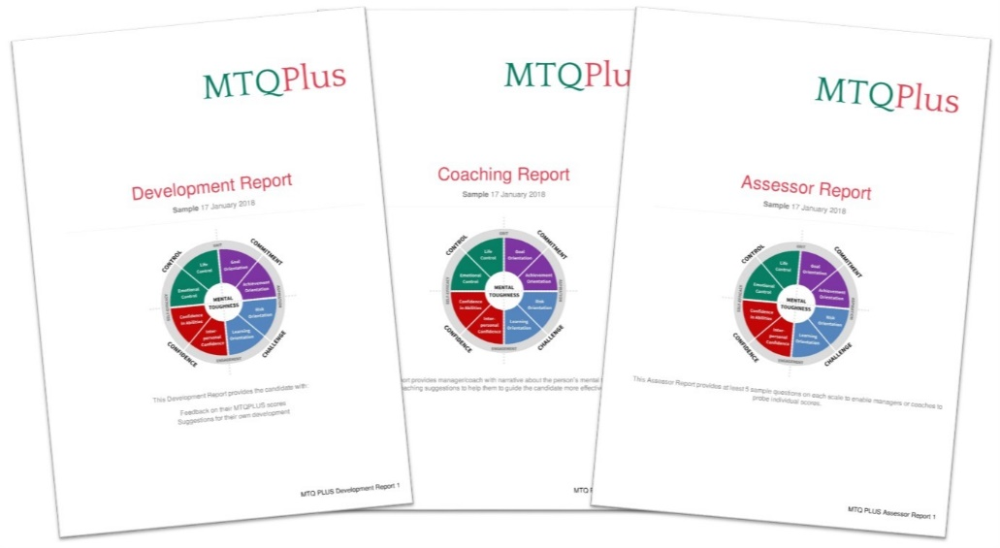 MTQPlus
Development Report
Sample 17 January 2018
CONTROL
COMMITMENT
Life
Control
Goal
Orientation
Emotional
Control
Achievement
Orientation
MENTAL
TOUGHNESS
Confidence
in Abilities
Risk
Orientation
Inter-
personal
Confidence
Learning
Orientation
CONFIDENCE
CHALLENGE
This Development Report provides the candidate with
Feedback on their MTQPLUS scores
Suggestions for their own development
MTQ PLUS Development Report 1
MTQPlu
Coaching Report
Sample 17 January 2018
CONTROL
COMMITMENT
Life
Control
Goal
Orientation
Emotional
Control
Achievement
Orientation
MENTAL
TOUGHNESS
Confidence
in Abilities
Risk
Orientation
Inter-
personal
Confidence
Learning
Orientation
CONFIDENCE
CHALLENGE
ort provides manager/coach with narrative about the person's mental
aching suggestions to help them to guide the candidate more effectiv
MTQ
MTQPlus
Assessor Report
Sample 17 January 2018
CONTROL
COMMITMENT
Life
Control
Goal
Orientation
Emotional
Control
Achievement
Orientation
MENTAL
TOUGHNESS
Confidence
in Abilities
Risk
Orientation
Inter-
personal
Confidence
Learning
Orientation
CONFIDENCE
CHALLENGE
This Assessor Report provides at least 5 sample questions on each scale to enable managers or coaches to
probe individual scores.
MTQ PLUS Assessor Report 1